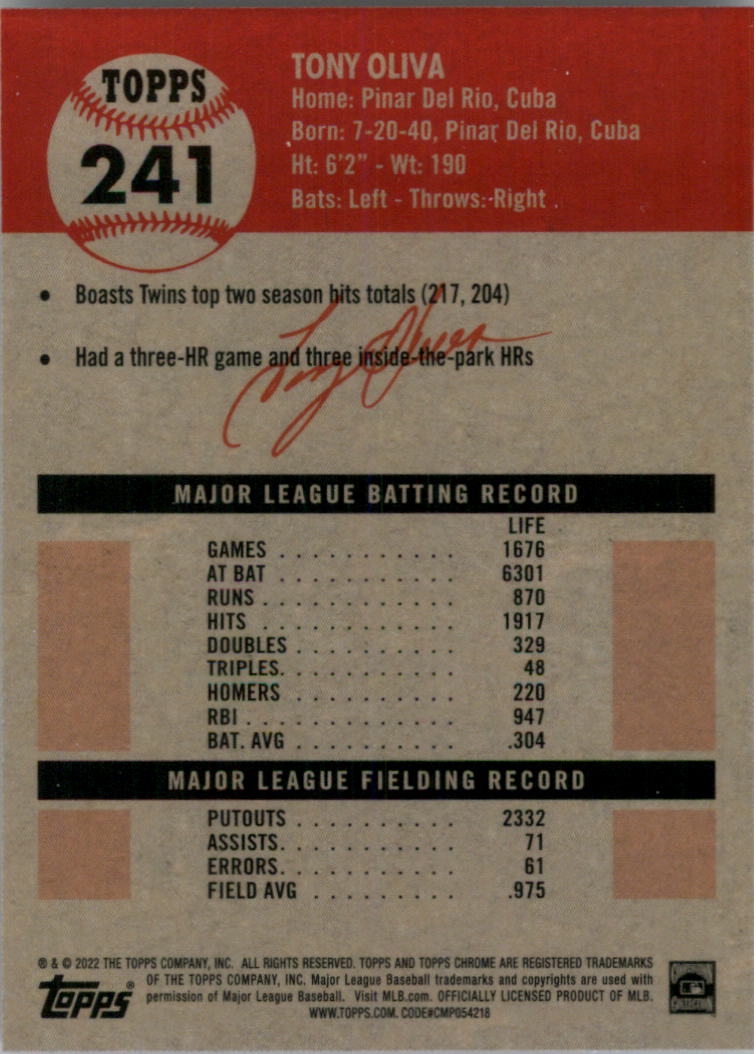 TOPPS
241
TONY OLIVA
Home: Pinar Del Rio, Cuba
Born: 7-20-40, Pinar Del Rio, Cuba
Ht: 6'2" - Wt: 190
Bats: Left - Throws: Right
• Boasts Twins top two season hits totals (217, 204)
• Had a three-HR game and three inside-the-park HRs
Tony Oliva
MAJOR LEAGUE BATTING RECORD
LIFE
GAMES . . . . . . . . . . . 1676
AT BAT . . . . . . . . . . . 6301
RUNS . . . . . . . . . . . . 870
HITS . . . . . . . . . . . . 1917
DOUBLES . . . . . . . . . . 329
TRIPLES. . . . . . . . . . . 48
HOMERS . . . . . . . . . . 220
RBI . . . . . . . . . . . . . 947
BAT. AVG . . . . . . . . . . .304
MAJOR LEAGUE FIELDING RECORD
PUTOUTS . . . . . . . . . . 2332
ASSISTS. . . . . . . . . . . 71
ERRORS. . . . . . . . . . . 61
FIELD AVG . . . . . . . . . .975
® & © 2022 THE TOPPS COMPANY, INC. ALL RIGHTS RESERVED. TOPPS AND TOPPS CHROME ARE REGISTERED TRADEMARKS
OF THE TOPPS COMPANY, INC. Major League Baseball trademarks and copyrights are used with
permission of Major League Baseball. Visit MLB.com. OFFICIALLY LICENSED PRODUCT OF MLB.
WWW.TOPPS.COM. CODE#CMP054218
topps®
COOPERSTOWN
COLLECTION